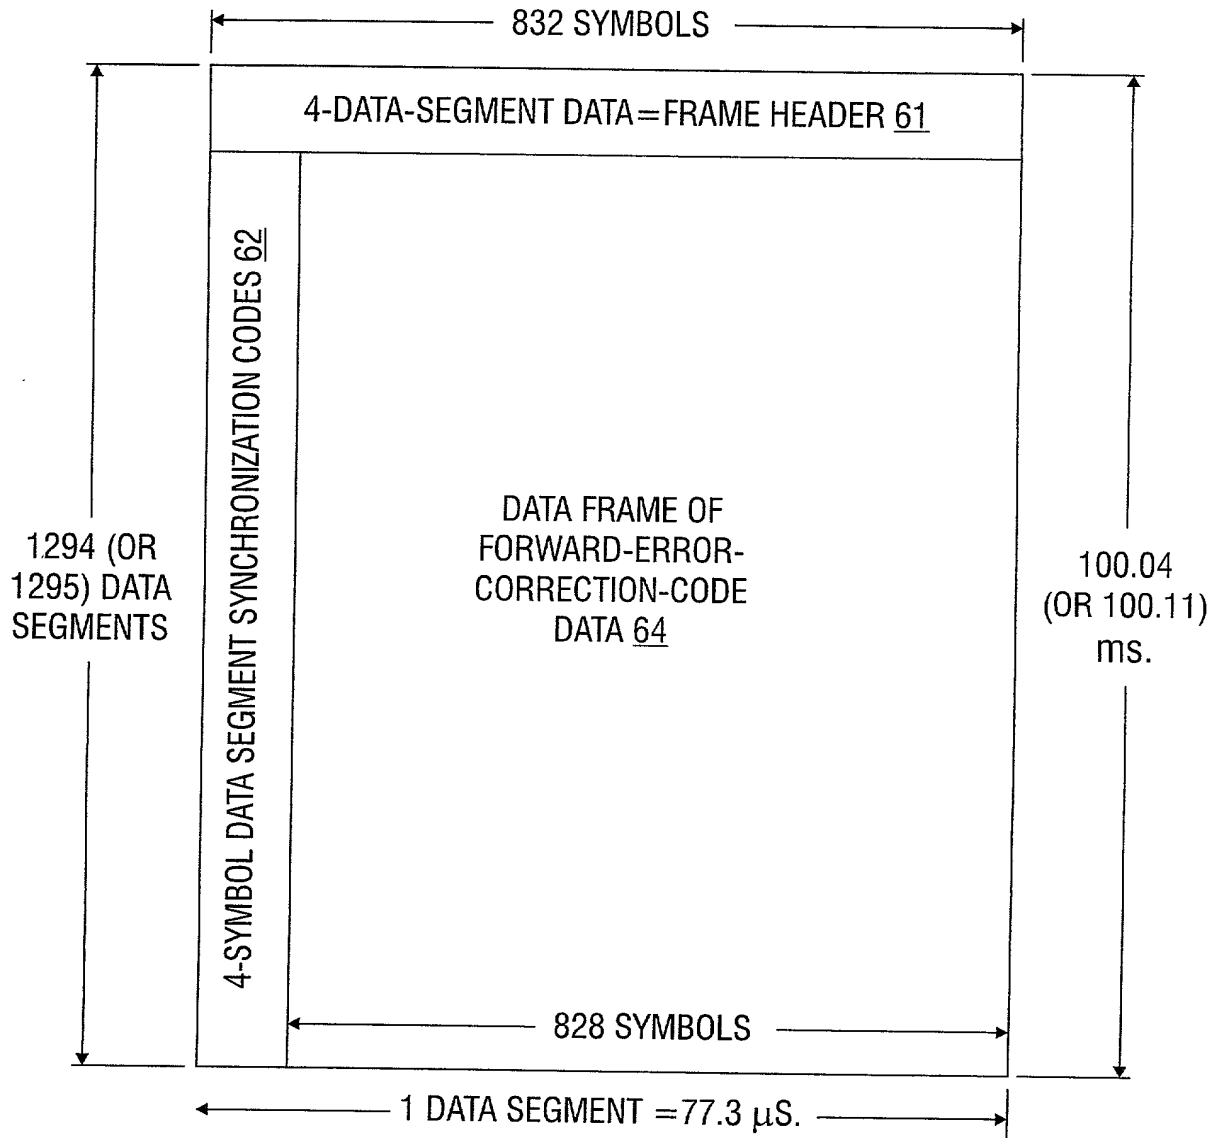 832 SYMBOLS
4-DATA-SEGMENT DATA=FRAME HEADER 61
4-SYMBOL DATA SEGMENT SYNCHRONIZATION CODES 62
1294 (OR
1295) DATA
SEGMENTS
DATA FRAME OF
FORWARD-ERROR-
CORRECTION-CODE
DATA 64
100.04
(OR 100.11)
ms.
828 SYMBOLS
1 DATA SEGMENT =77.3 μS.